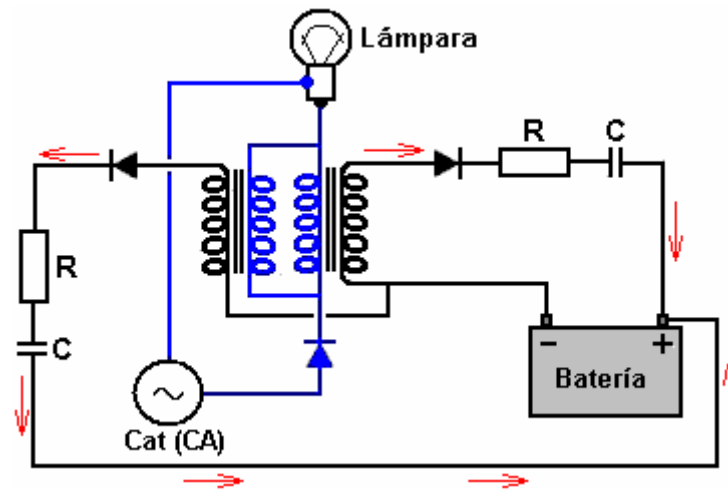 Lámpara
R
C
R
C
- +
Batería
Cat (CA)